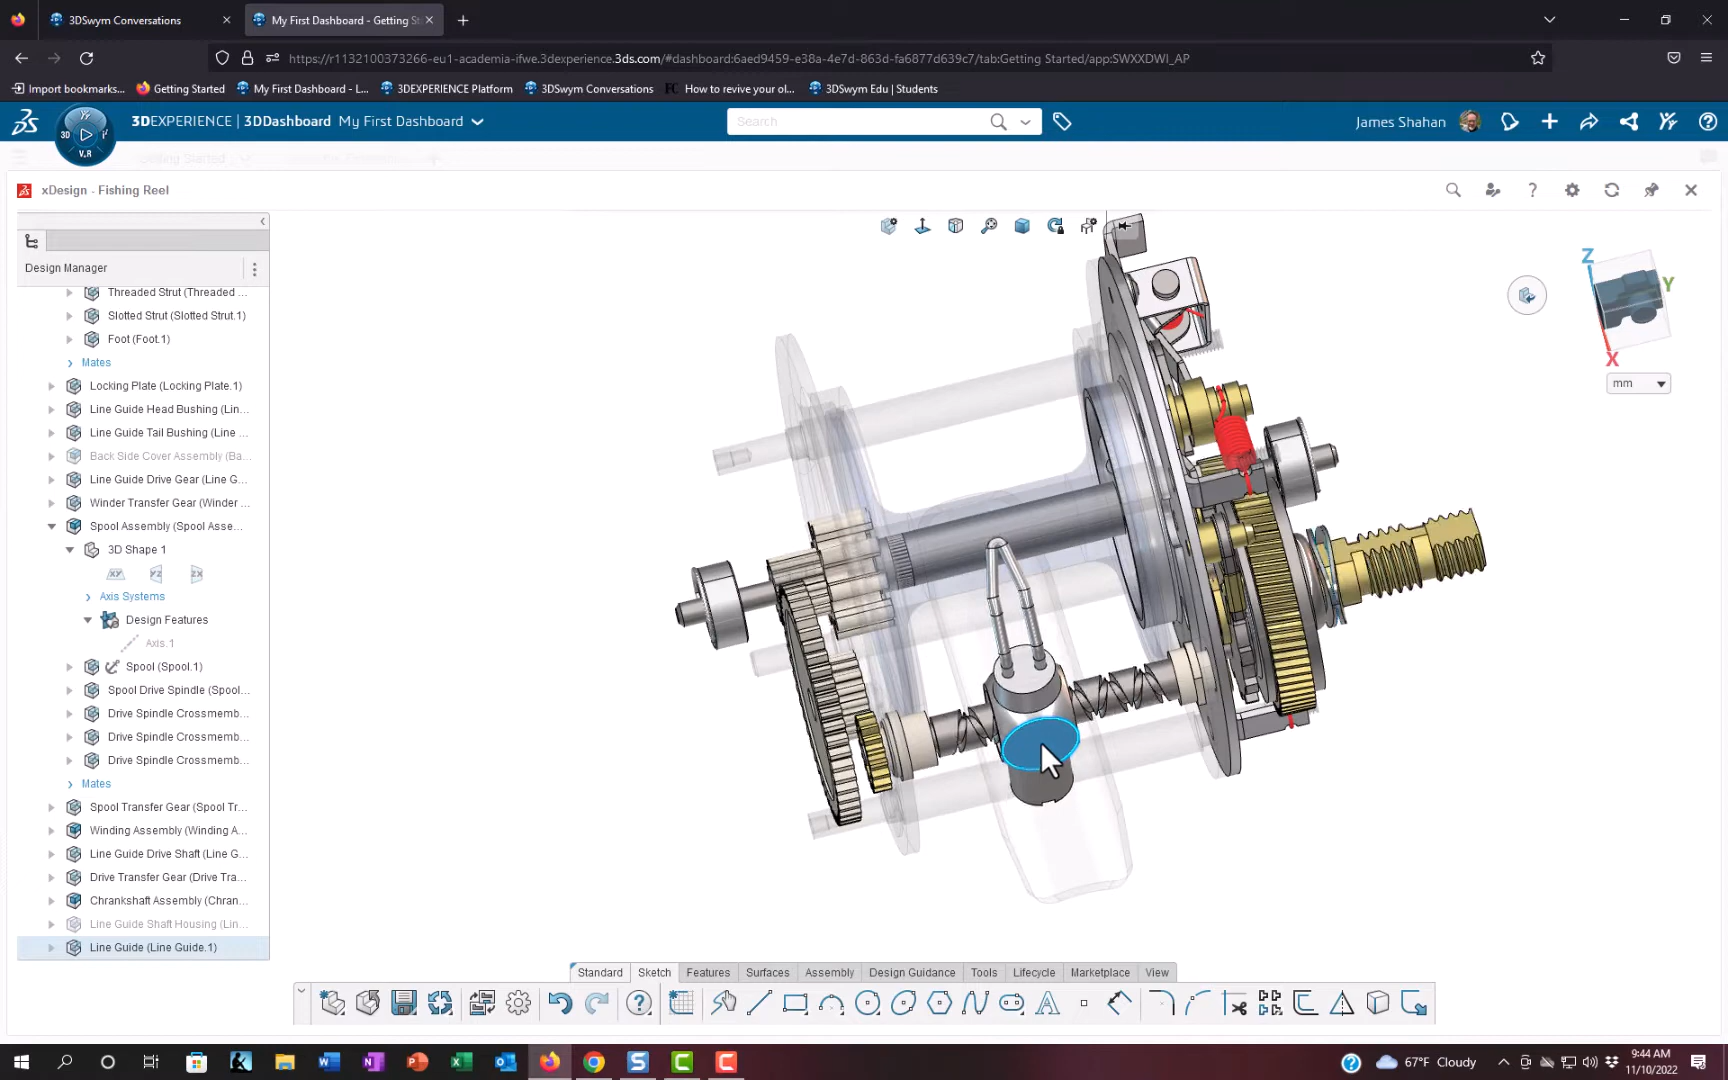 3DSwym Conversations
My First Dashboard - Getting St
https://r1132100373266-eu1-academia-ifwe.3dexperience.3ds.com/#dashboard:6aed9459-e38a-4e7d-863d-fa6877d639c7/tab:Getting Started/app:SWXXDWI_AP
Import bookmarks... Getting Started My First Dashboard - L... 3DEXPERIENCE Platform 3DSwym Conversations FC How to revive your ol... 3DSwym Edu | Students
3DEXPERIENCE | 3DDashboard My First Dashboard
Search
James Shahan
3D V.R
Getting Started
xDesign - Fishing Reel
Design Manager
Threaded Strut (Threaded ...
Slotted Strut (Slotted Strut.1)
Foot (Foot.1)
Mates
Locking Plate (Locking Plate.1)
Line Guide Head Bushing (Lin...
Line Guide Tail Bushing (Line ...
Back Side Cover Assembly (Ba...
Line Guide Drive Gear (Line G...
Winder Transfer Gear (Winder ...
Spool Assembly (Spool Asse...
3D Shape 1
XY YZ ZX
Axis Systems
Design Features
Axis.1
Spool (Spool.1)
Spool Drive Spindle (Spool...
Drive Spindle Crossmemb...
Drive Spindle Crossmemb...
Drive Spindle Crossmemb...
Mates
Spool Transfer Gear (Spool Tr...
Winding Assembly (Winding A...
Line Guide Drive Shaft (Line G...
Drive Transfer Gear (Drive Tra...
Chrankshaft Assembly (Chran...
Line Guide Shaft Housing (Lin...
Line Guide (Line Guide.1)
Z
Y
X
mm
Standard Sketch Features Surfaces Assembly Design Guidance Tools Lifecycle Marketplace View
67°F Cloudy
9:44 AM
11/10/2022